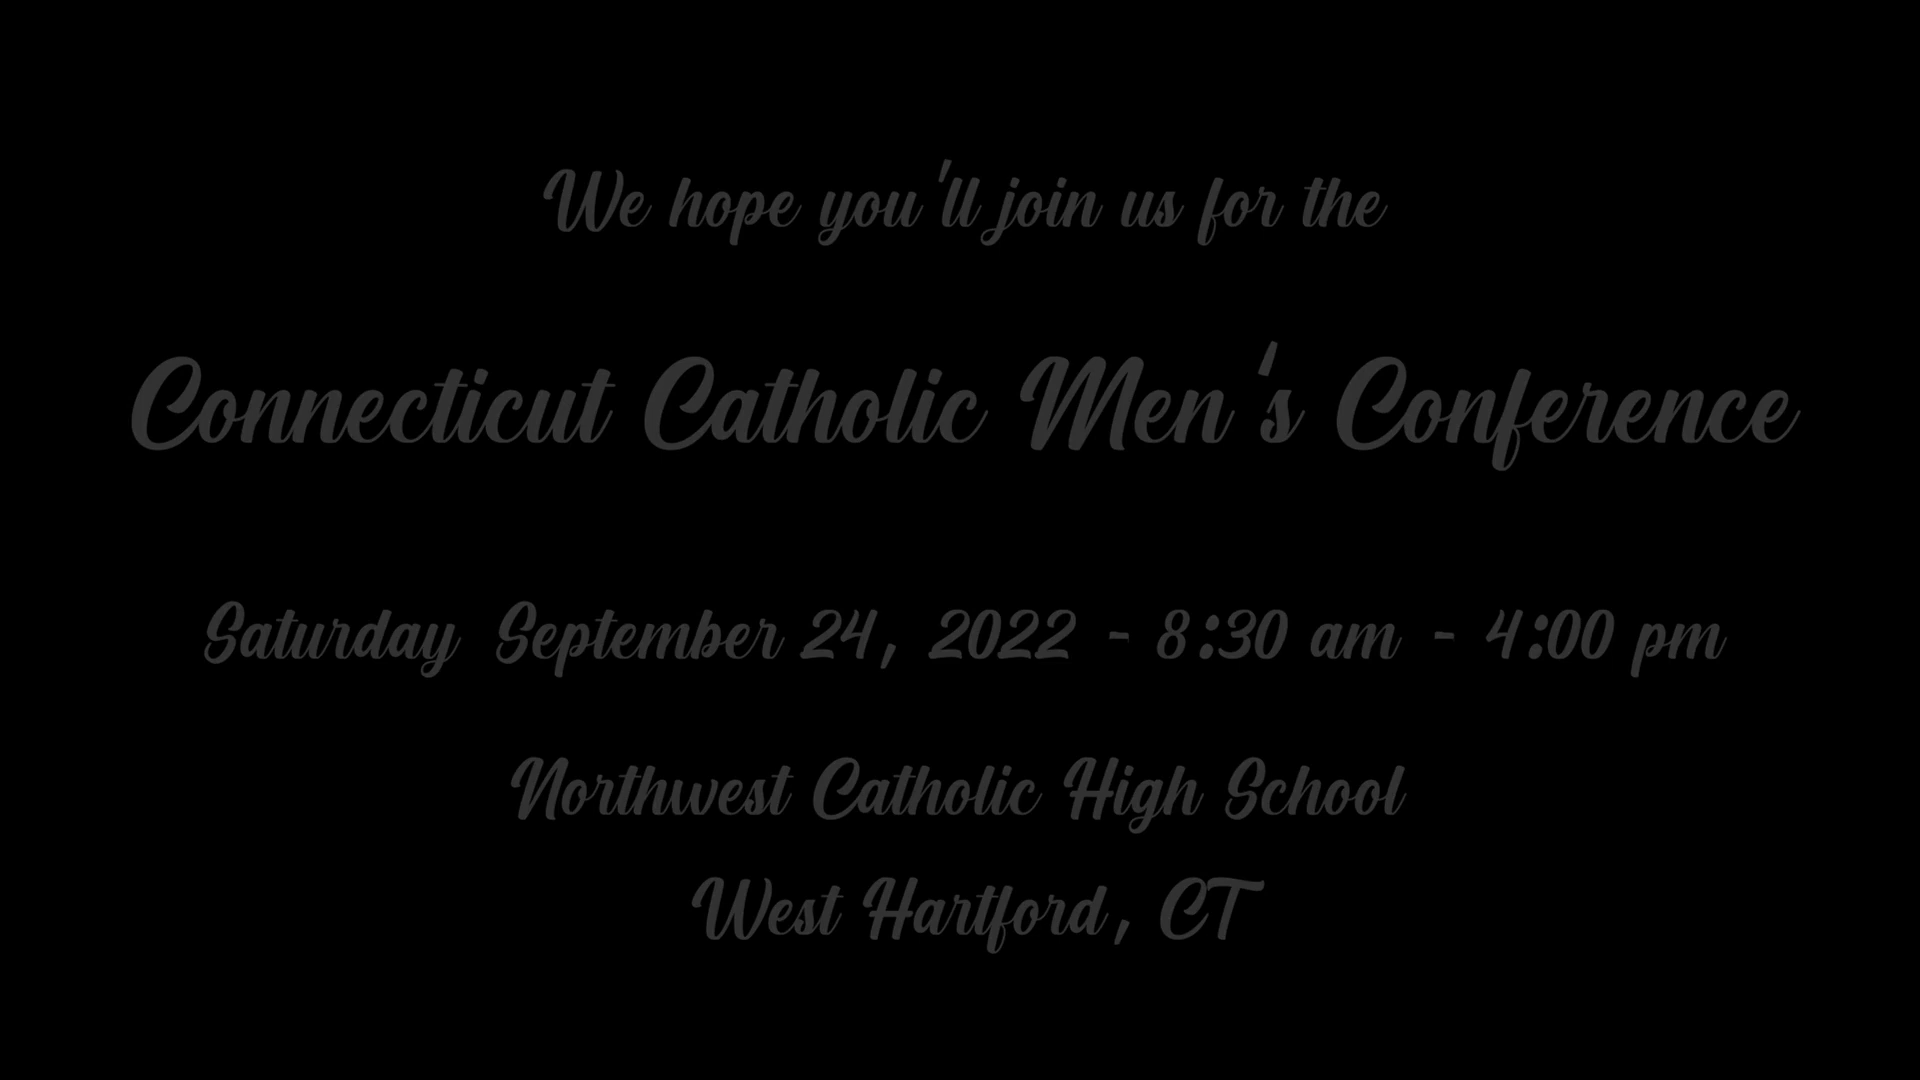 We hope you'll join us for the
Connecticut Catholic Men's Conference
Saturday September 24, 2022 - 8:30 am - 4:00 pm
Northwest Catholic High School
West Hartford, CT